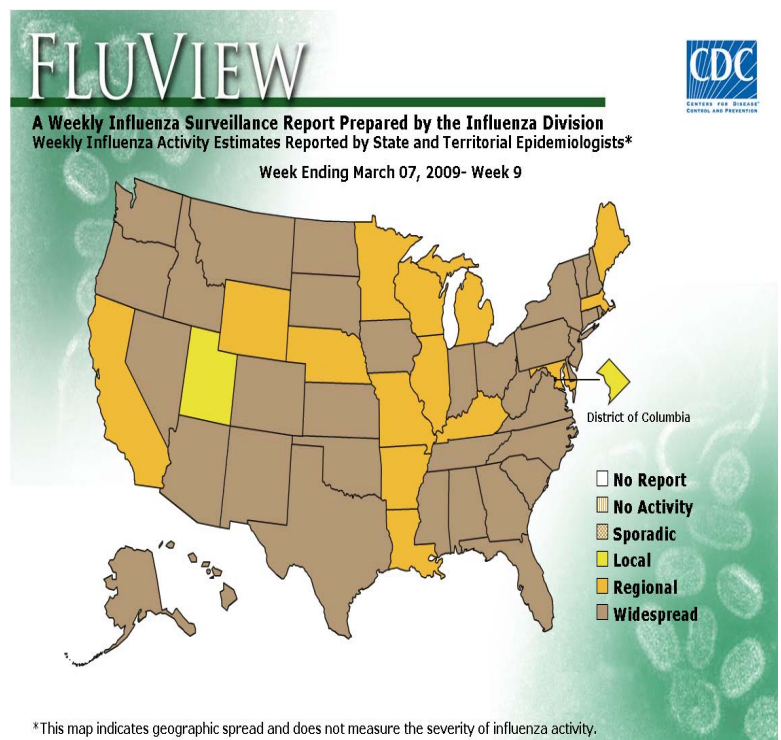 FLUVIEW
CDC
CENTERS FOR DISEASE
CONTROL AND PREVENTION
A Weekly Influenza Surveillance Report Prepared by the Influenza Division
Weekly Influenza Activity Estimates Reported by State and Territorial Epidemiologists*
Week Ending March 07, 2009- Week 9
District of Columbia
No Report
No Activity
Sporadic
Local
Regional
Widespread
*This map indicates geographic spread and does not measure the severity of influenza activity.